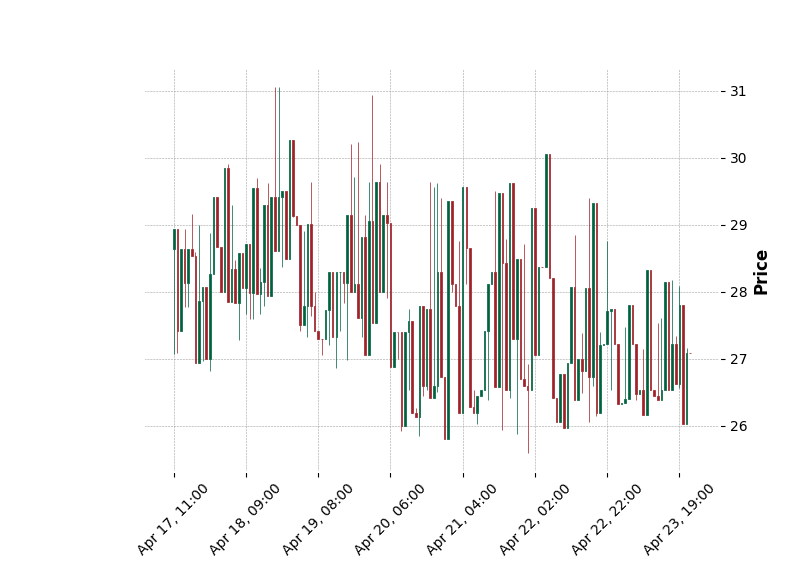 31
30
29
28
27
26
Price
Apr 17, 11:00
Apr 18, 09:00
Apr 19, 08:00
Apr 20, 06:00
Apr 21, 04:00
Apr 22, 02:00
Apr 22, 22:00
Apr 23, 19:00